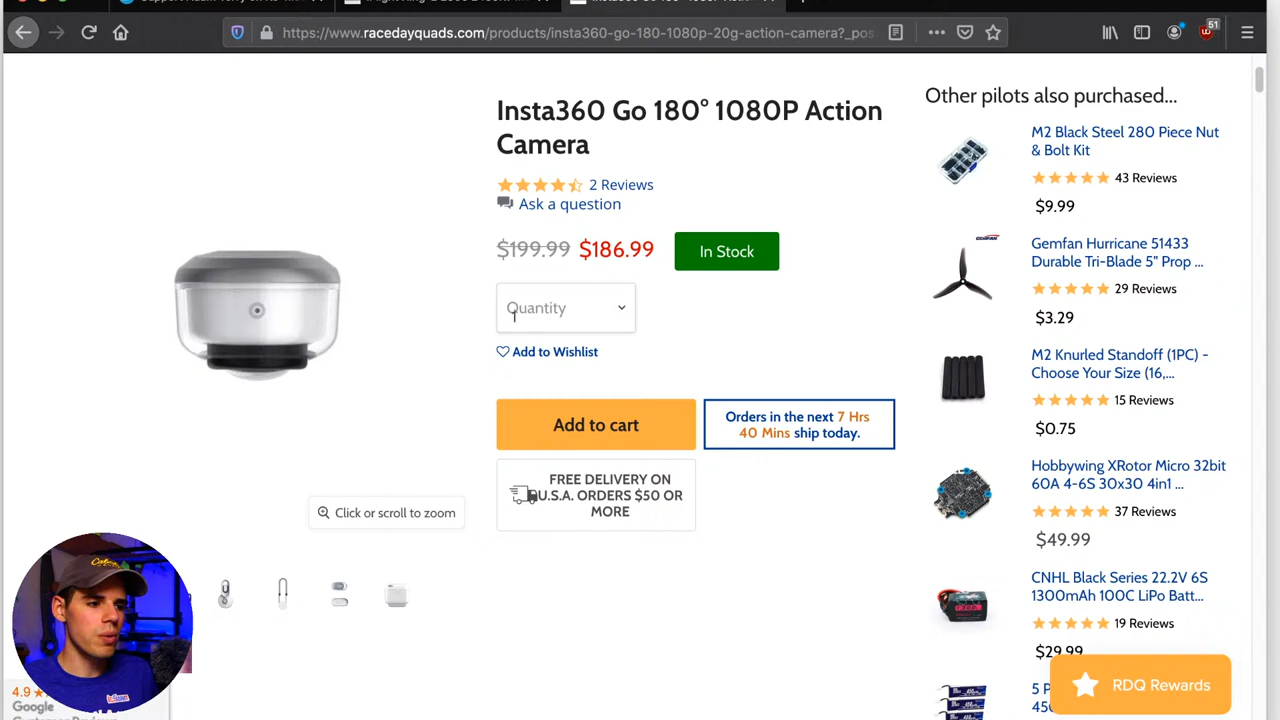 https://www.racedayquads.com/products/insta360-go-180-1080p-20g-action-camera?_pos
51
Insta360 Go 180° 1080P Action
Camera
2 Reviews
Ask a question
$199.99 $186.99
In Stock
Quantity
Add to Wishlist
Add to cart
Orders in the next 7 Hrs
40 Mins ship today.
FREE DELIVERY ON
U.S.A. ORDERS $50 OR
MORE
Click or scroll to zoom
4.9
Google
Other pilots also purchased...
M2 Black Steel 280 Piece Nut
& Bolt Kit
43 Reviews
$9.99
GEMFAN
Gemfan Hurricane 51433
Durable Tri-Blade 5" Prop ...
29 Reviews
$3.29
M2 Knurled Standoff (1PC) -
Choose Your Size (16,...
15 Reviews
$0.75
Hobbywing XRotor Micro 32bit
60A 4-6S 30x30 4in1 ...
37 Reviews
$49.99
CNHL Black Series 22.2V 6S
1300mAh 100C LiPo Batt...
19 Reviews
$29.99
RDQ Rewards